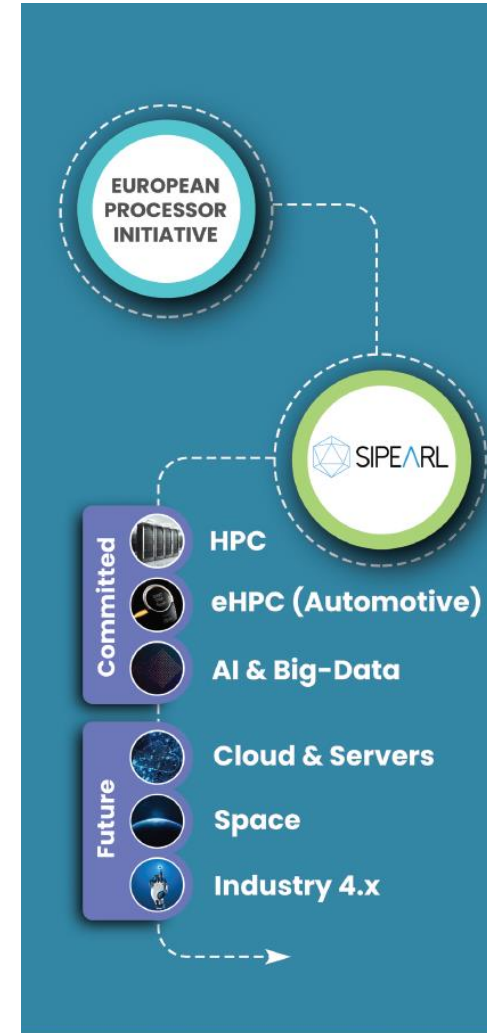 EUROPEAN
PROCESSOR
INITIATIVE
SIPEARL
Committed
HPC
eHPC (Automotive)
AI & Big-Data
Future
Cloud & Servers
Space
Industry 4.x